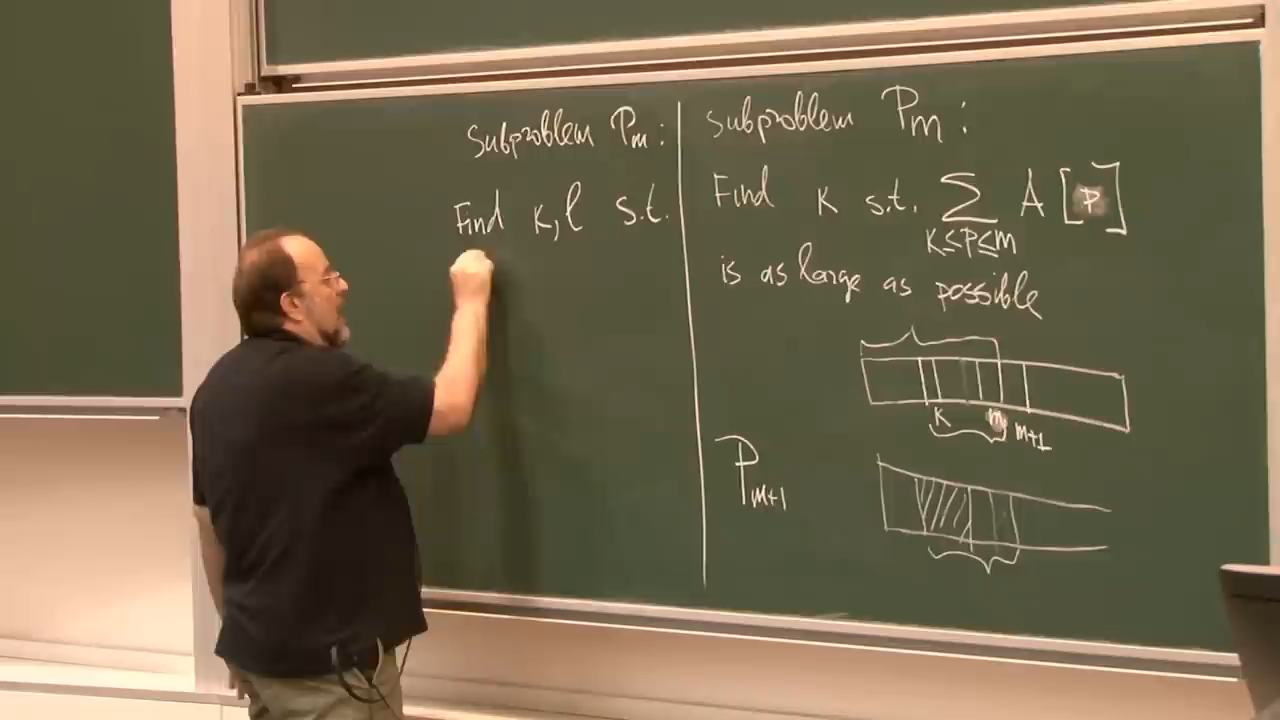 Subproblem Pm:
Find k, l s.t.
Subproblem Pm:
Find k s.t. ∑ A[p]
k≤p≤m
is as large as possible
k m m+1
Pm+1